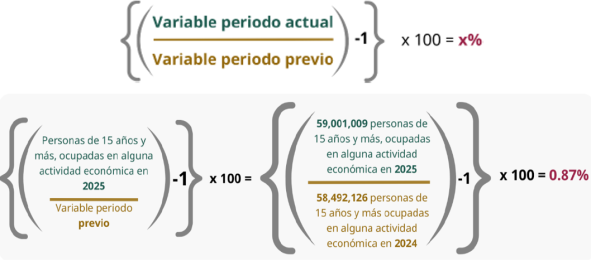 {(Variable periodo actual
Variable periodo previo) -1} x 100 = x%
{(Personas de 15 años y
más, ocupadas en alguna
actividad económica en
2025
Variable periodo
previo) -1} x 100 =
{(59,001,009 personas de
15 años y más, ocupadas
en alguna actividad
económica en 2025
58,492,126 personas de
15 años y más ocupadas
en alguna actividad
económica en 2024) -1} x 100 = 0.87%